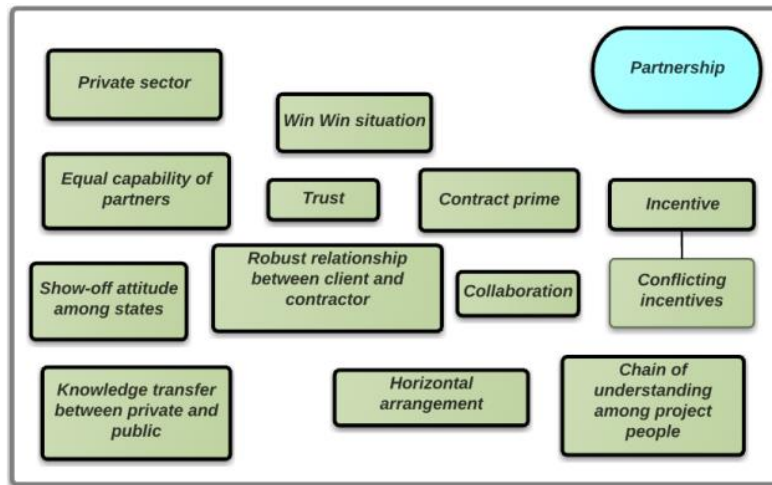 Private sector
Partnership
Win Win situation
Equal capability of
partners
Trust
Contract prime
Incentive
Show-off attitude
among states
Robust relationship
between client and
contractor
Collaboration
Conflicting
incentives
Knowledge transfer
between private and
public
Horizontal
arrangement
Chain of
understanding
among project
people